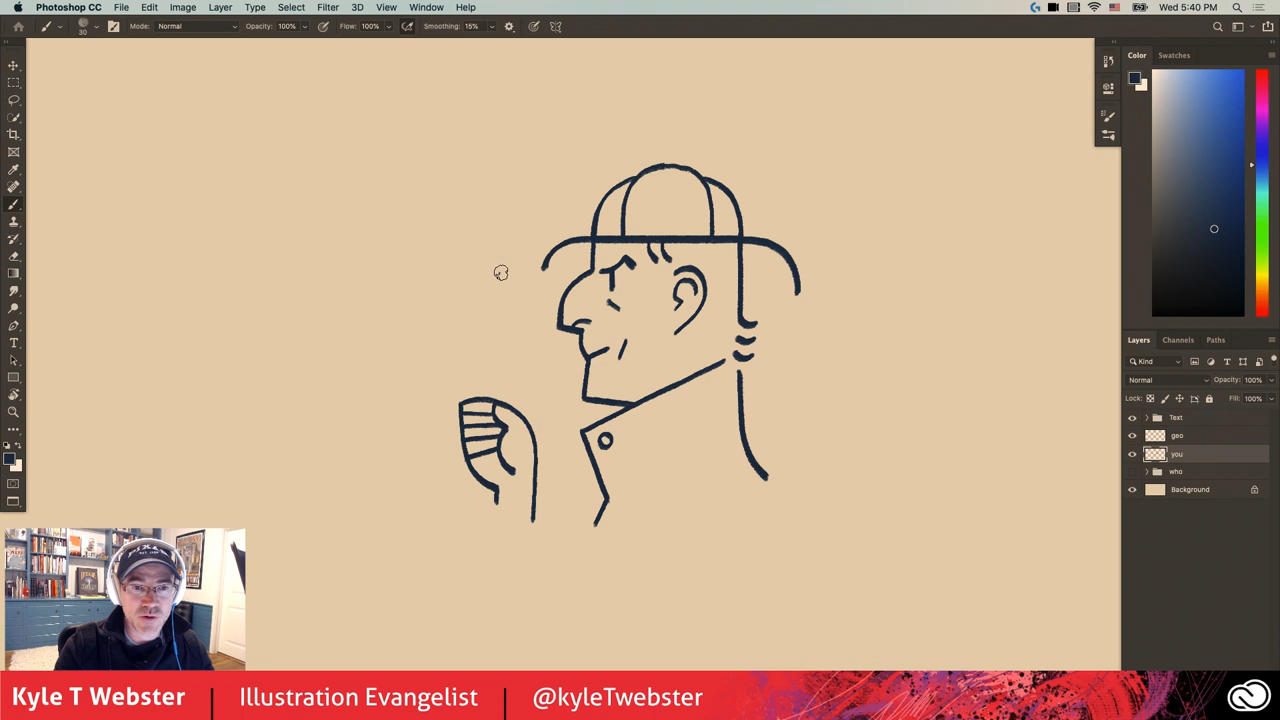 Photoshop CC File Edit Image Layer Type Select Filter 3D View Window Help Wed 5:40 PM
30 Mode: Normal Opacity: 100% Flow: 100% Smoothing: 15%
Color Swatches
Layers Channels Paths
Kind
Normal Opacity: 100%
Lock: Fill: 100%
Text
geo
you
who
Background
PIXAR
Kyle T Webster | Illustration Evangelist | @kyleTwebster